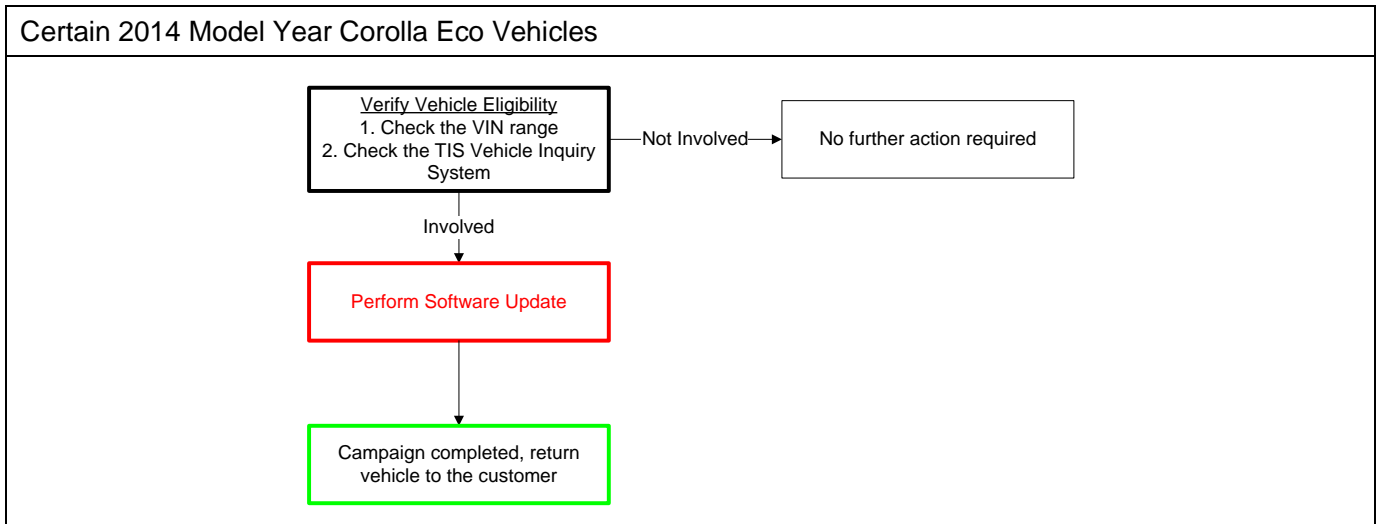 Certain 2014 Model Year Corolla Eco Vehicles
Verify Vehicle Eligibility
1. Check the VIN range
2. Check the TIS Vehicle Inquiry
System
Not Involved
No further action required
Involved
Perform Software Update
Campaign completed, return
vehicle to the customer